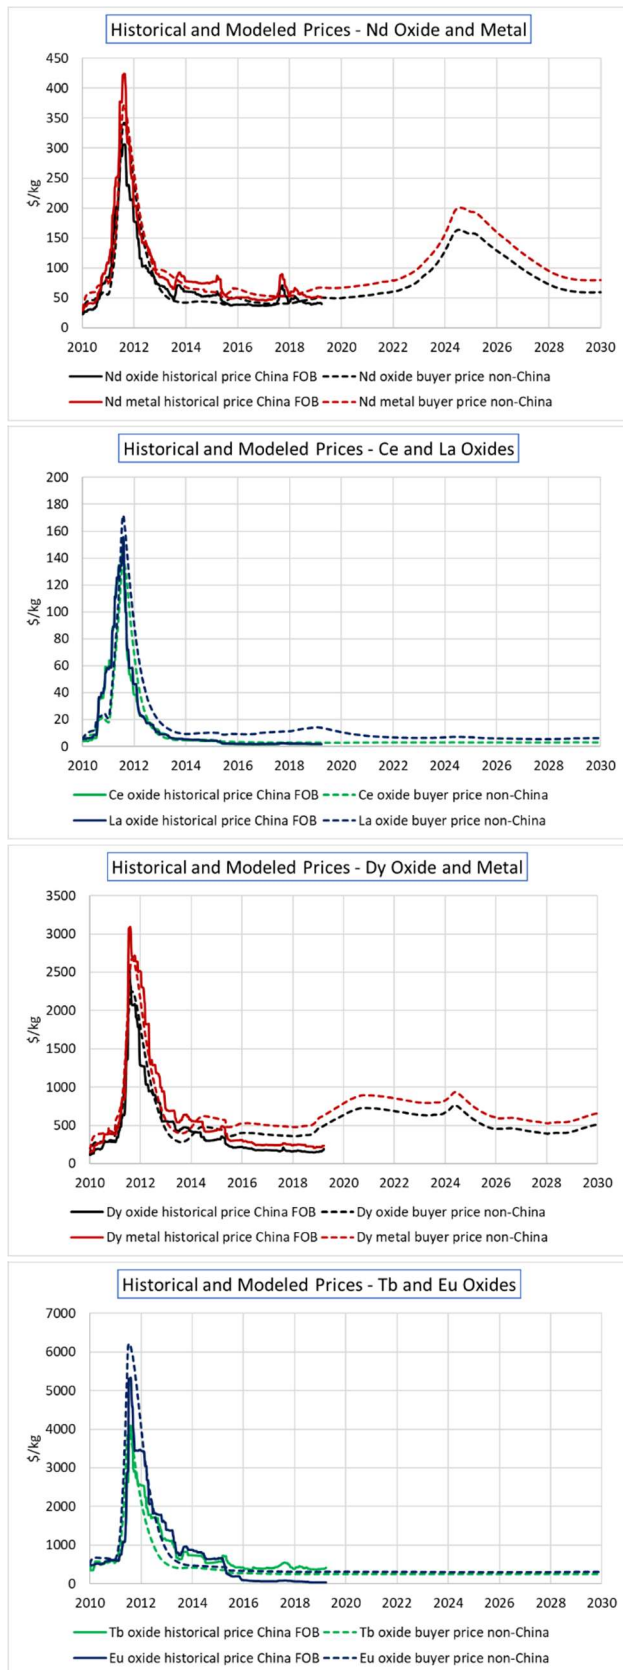 Historical and Modeled Prices - Nd Oxide and Metal
450
400
350
300
250
200
150
100
50
0
$/kg
2010 2012 2014 2016 2018 2020 2022 2024 2026 2028 2030
Nd oxide historical price China FOB Nd oxide buyer price non-China
Nd metal historical price China FOB Nd metal buyer price non-China
Historical and Modeled Prices - Ce and La Oxides
200
180
160
140
120
100
80
60
40
20
0
$/kg
2010 2012 2014 2016 2018 2020 2022 2024 2026 2028 2030
Ce oxide historical price China FOB Ce oxide buyer price non-China
La oxide historical price China FOB La oxide buyer price non-China
Historical and Modeled Prices - Dy Oxide and Metal
3500
3000
2500
2000
1500
1000
500
0
$/kg
2010 2012 2014 2016 2018 2020 2022 2024 2026 2028 2030
Dy oxide historical price China FOB Dy oxide buyer price non-China
Dy metal historical price China FOB Dy metal buyer price non-China
Historical and Modeled Prices - Tb and Eu Oxides
7000
6000
5000
4000
3000
2000
1000
0
$/kg
2010 2012 2014 2016 2018 2020 2022 2024 2026 2028 2030
Tb oxide historical price China FOB Tb oxide buyer price non-China
Eu oxide historical price China FOB Eu oxide buyer price non-China